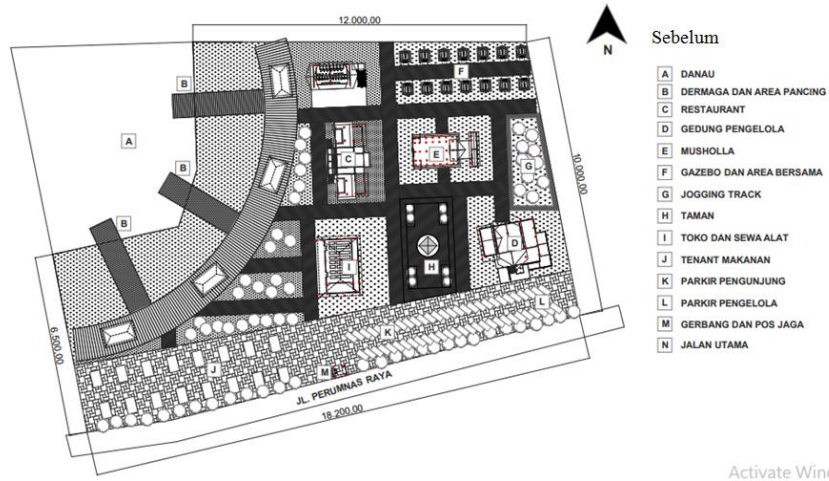 12.000,00
N
Sebelum
A DANAU
B DERMAGA DAN AREA PANCING
C RESTAURANT
D GEDUNG PENGELOLA
E MUSHOLLA
F GAZEBO DAN AREA BERSAMA
G JOGGING TRACK
H TAMAN
I TOKO DAN SEWA ALAT
J TENANT MAKANAN
K PARKIR PENGUNJUNG
L PARKIR PENGELOLA
M GERBANG DAN POS JAGA
N JALAN UTAMA
B
F
A
C
E
G
10.000,00
B
B
D
I
H
L
6.500,00
K
J
M
JL. PERUMNAS RAYA
18.200,00
Activate Wind